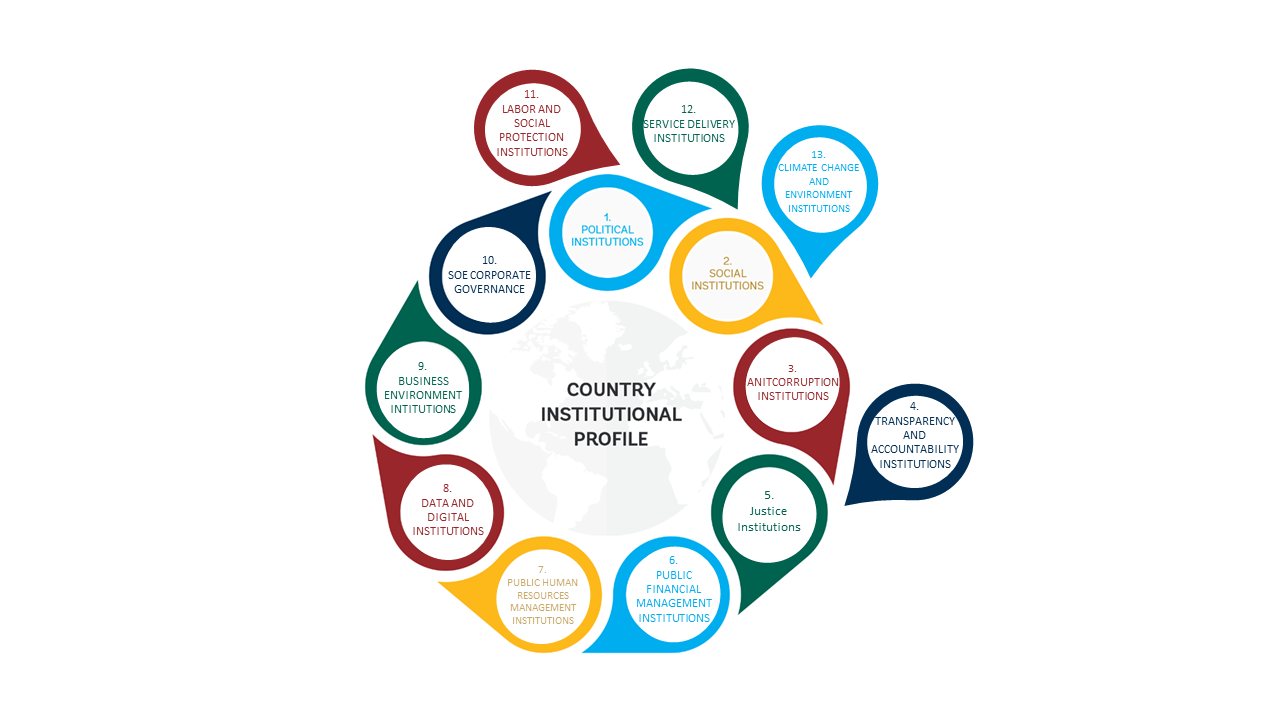 11.
LABOR AND
SOCIAL
PROTECTION
INSTITUTIONS
12.
SERVICE DELIVERY
INSTITUTIONS
13.
CLIMATE CHANGE
AND
ENVIRONMENT
INSTITUTIONS
1.
POLITICAL
INSTITUTIONS
2.
SOCIAL
INSTITUTIONS
3.
ANITCORRUPTION
INSTITUTIONS
4.
TRANSPARENCY
AND
ACCOUNTABILITY
INSTITUTIONS
5.
Justice
Institutions
6.
PUBLIC
FINANCIAL
MANAGEMENT
INSTITUTIONS
7.
PUBLIC HUMAN
RESOURCES
MANAGEMENT
INSTITUTIONS
8.
DATA AND
DIGITAL
INSTITUTIONS
9.
BUSINESS
ENVIRONMENT
INTITUTIONS
10.
SOE CORPORATE
GOVERNANCE
COUNTRY
INSTITUTIONAL
PROFILE